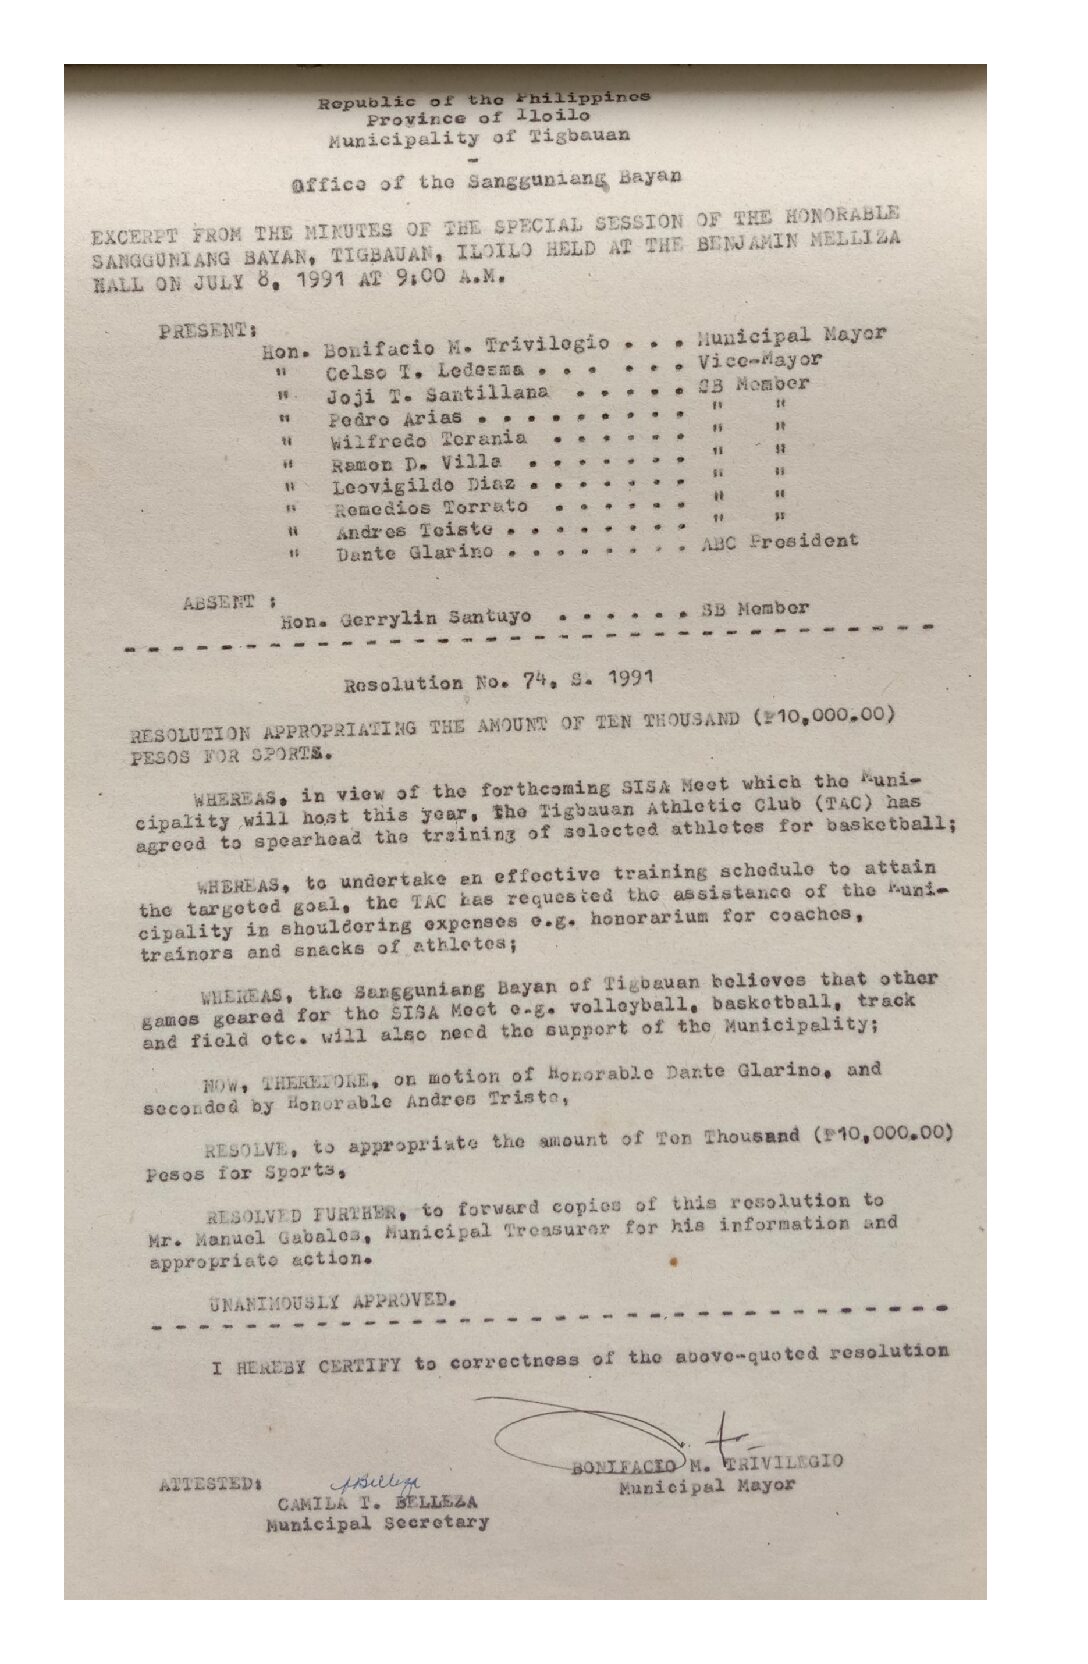 Republic of the Philippines
Province of Iloilo
Municipality of Tigbauan
-
Office of the Sangguniang Bayan
EXCERPT FROM THE MINUTES OF THE SPECIAL SESSION OF THE HONORABLE
SANGGUNIANG BAYAN, TIGBAUAN, ILOILO HELD AT THE BENJAMIN MELLIZA
HALL ON JULY 8, 1991 AT 9:00 A.M.
PRESENT:
Hon. Bonifacio M. Trivilegio . . . Municipal Mayor
" Celso T. Ledesma . . . . . . . Vice-Mayor
" Joji T. Santillana . . . . . SB Member
" Pedro Arias . . . . . . . . . " "
" Wilfredo Torania . . . . . . " "
" Ramon D. Villa . . . . . . . " "
" Leovigildo Diaz . . . . . . . " "
" Remedios Torrato . . . . . . " "
" Andres Teiste . . . . . . . . " "
" Dante Glarino . . . . . . . . ABC President
ABSENT :
Hon. Gerrylin Santuyo . . . . . . SB Member
- - - - - - - - - - - - - - - - - - - - - - - - - - - - - - - - - -
Resolution No. 74, S. 1991
RESOLUTION APPROPRIATING THE AMOUNT OF TEN THOUSAND (₱10,000.00)
PESOS FOR SPORTS.
WHEREAS, in view of the forthcoming SISA Meet which the Muni-
cipality will host this year, the Tigbauan Athletic Club (TAC) has
agreed to spearhead the training of selected athletes for basketball;
WHEREAS, to undertake an effective training schedule to attain
the targeted goal, the TAC has requested the assistance of the Muni-
cipality in shouldering expenses e.g. honorarium for coaches,
trainors and snacks of athletes;
WHEREAS, the Sangguniang Bayan of Tigbauan believes that other
games geared for the SISA Meet e.g. volleyball, basketball, track
and field etc. will also need the support of the Municipality;
NOW, THEREFORE, on motion of Honorable Dante Glarino, and
seconded by Honorable Andres Triste,
RESOLVE, to appropriate the amount of Ten Thousand (₱10,000.00)
Pesos for Sports,
RESOLVED FURTHER, to forward copies of this resolution to
Mr. Manuel Gabales, Municipal Treasurer for his information and
appropriate action.
UNANIMOUSLY APPROVED.
- - - - - - - - - - - - - - - - - - - - - - - - - - - - - - - - - -
I HEREBY CERTIFY to correctness of the above-quoted resolution
BONIFACIO M. TRIVILEGIO
Municipal Mayor
ATTESTED:
CAMILA T. BELLEZA
Municipal Secretary